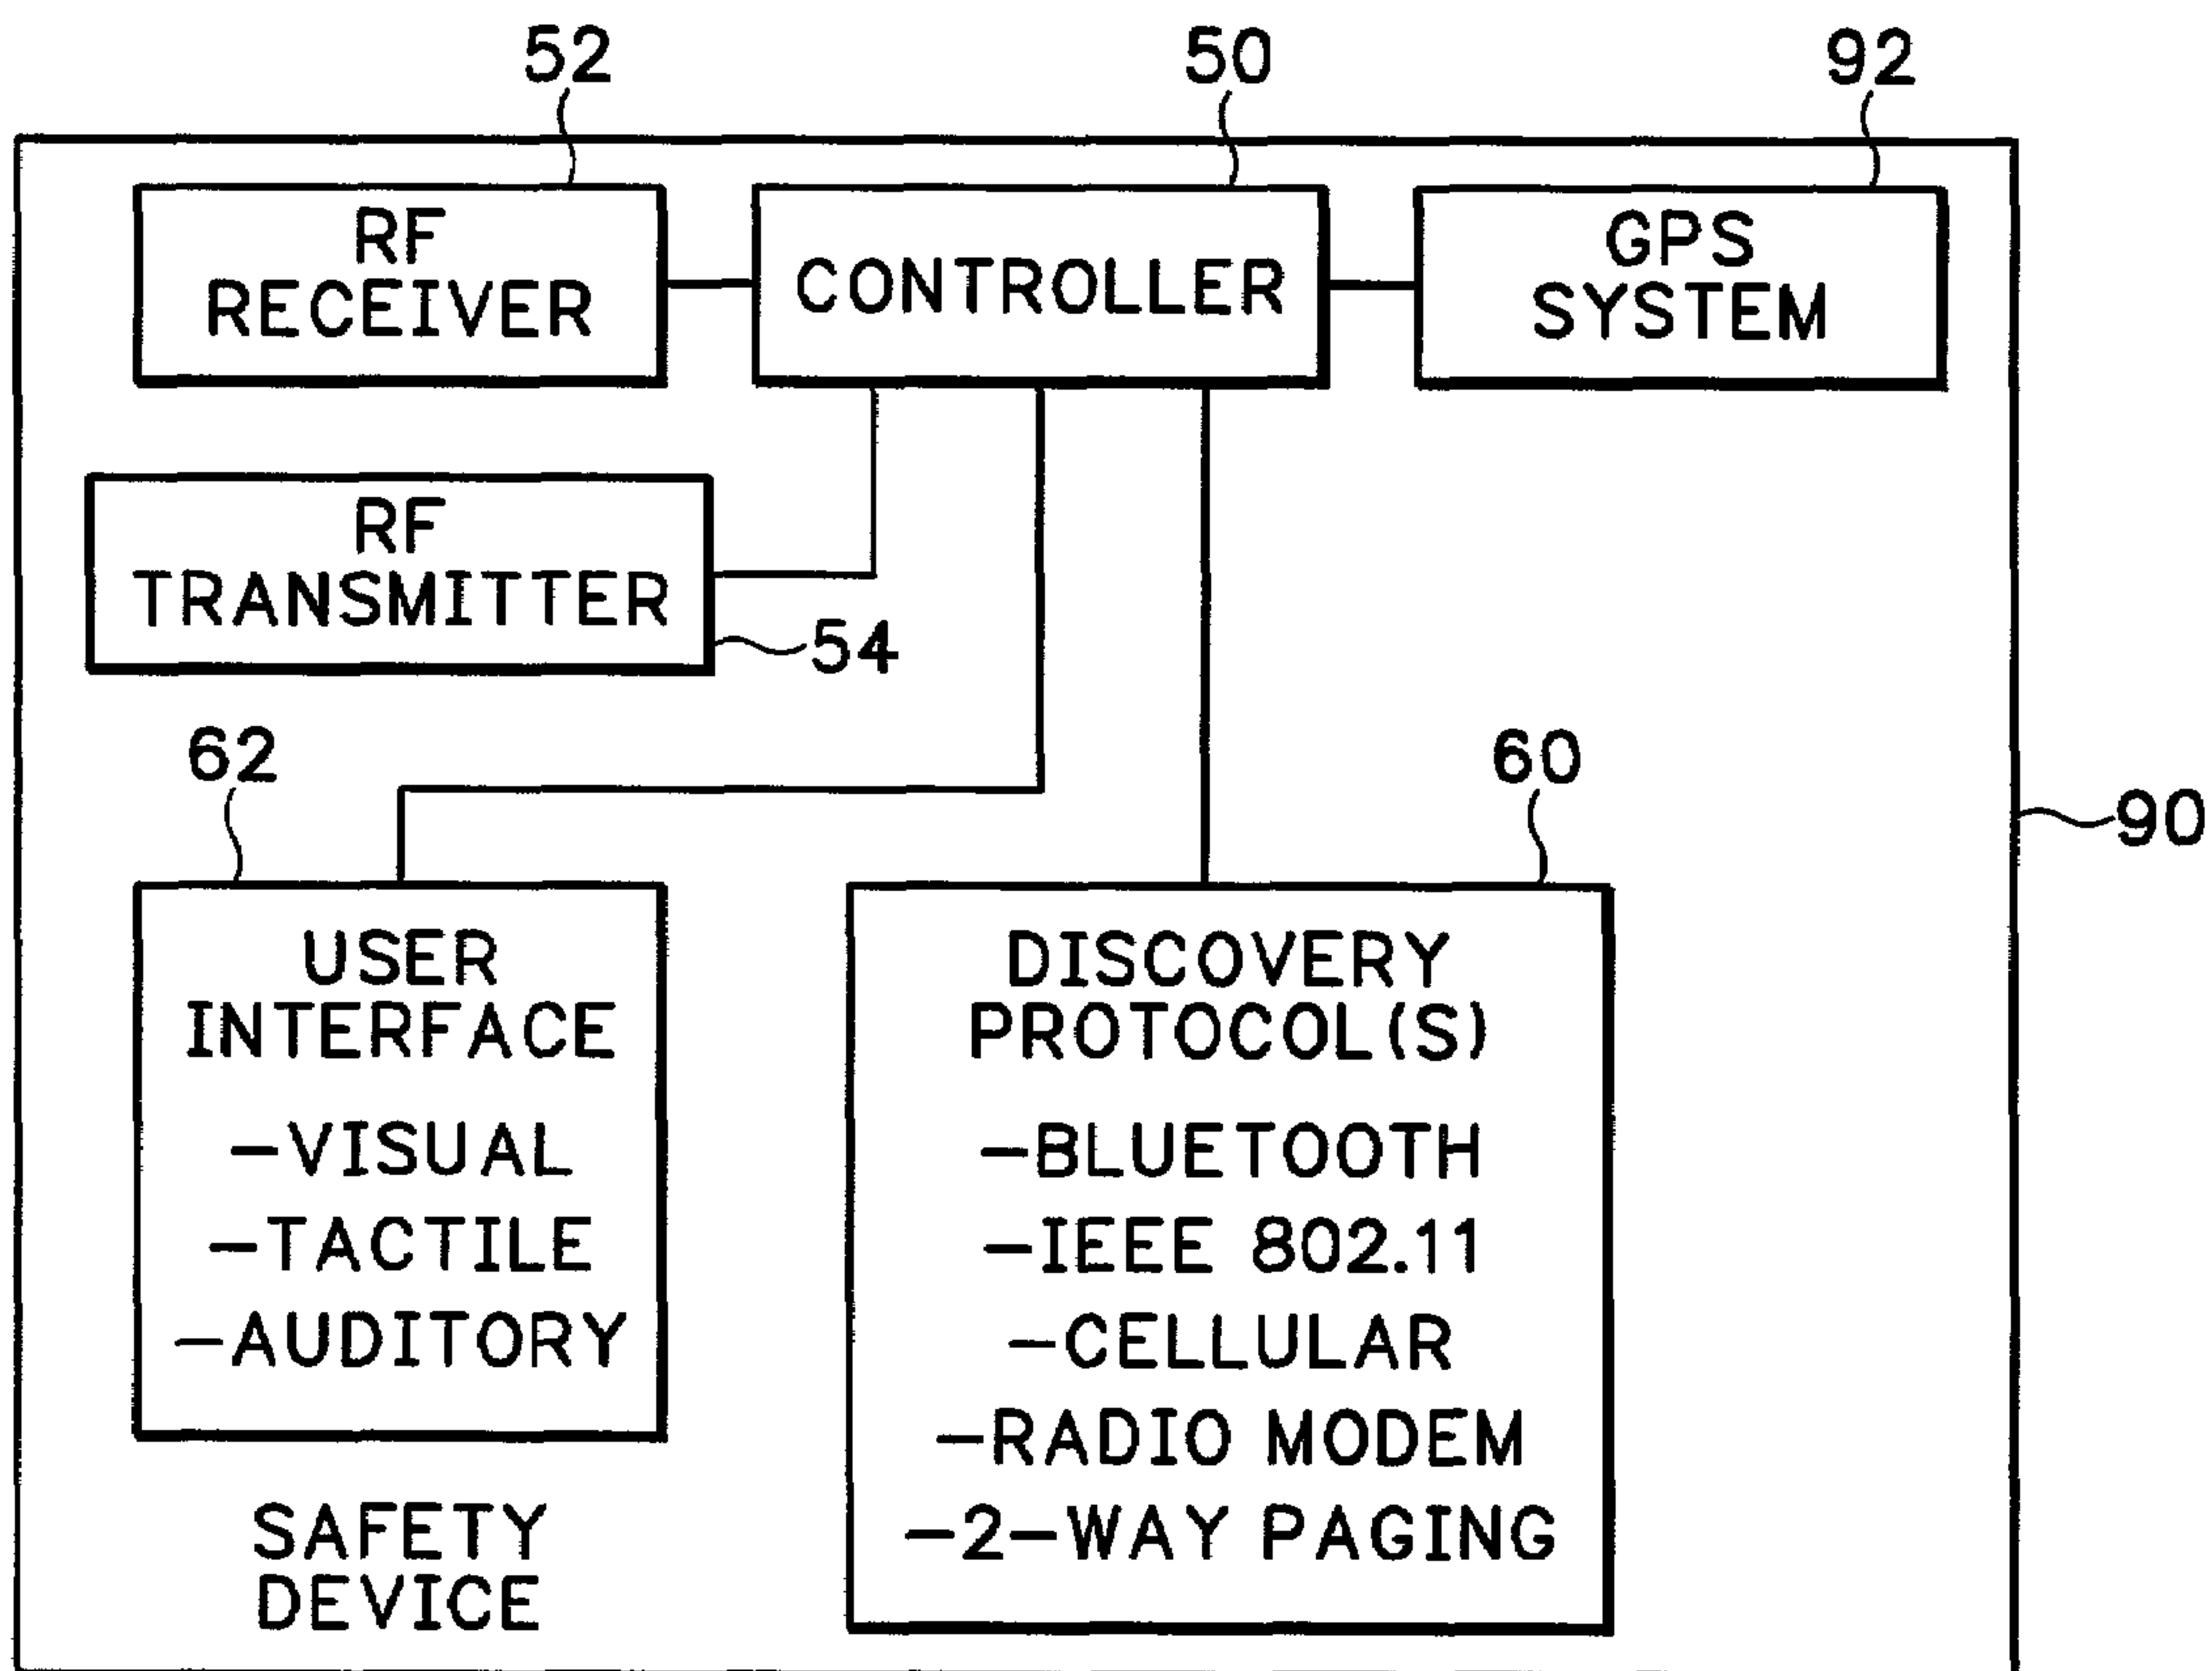 52
50
92
RF
RECEIVER
CONTROLLER
GPS
SYSTEM
RF
TRANSMITTER
54
62
60
90
USER
INTERFACE
—VISUAL
—TACTILE
—AUDITORY
DISCOVERY
PROTOCOL(S)
—BLUETOOTH
—IEEE 802.11
—CELLULAR
—RADIO MODEM
—2—WAY PAGING
SAFETY
DEVICE